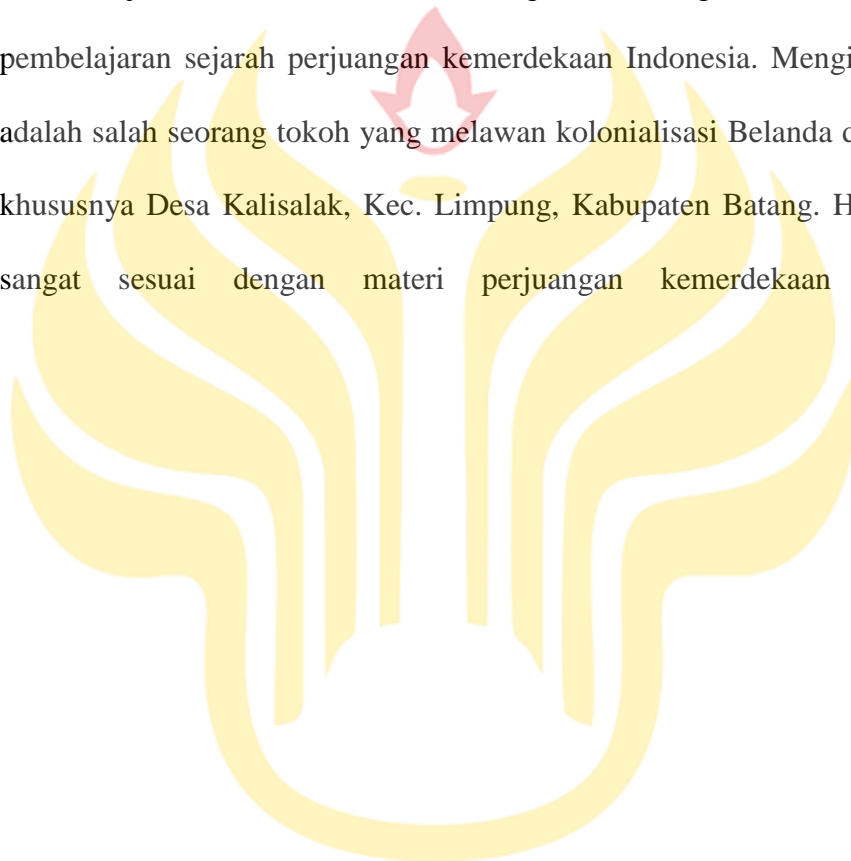 pembelajaran sejarah perjuangan kemerdekaan Indonesia.
adalah salah seorang tokoh yang melawan kolonialisasi Belanda
khususnya Desa Kalisalak, Kec. Limpung, Kabupaten Batang.
sangat sesuai dengan materi perjuangan kemerdekaan